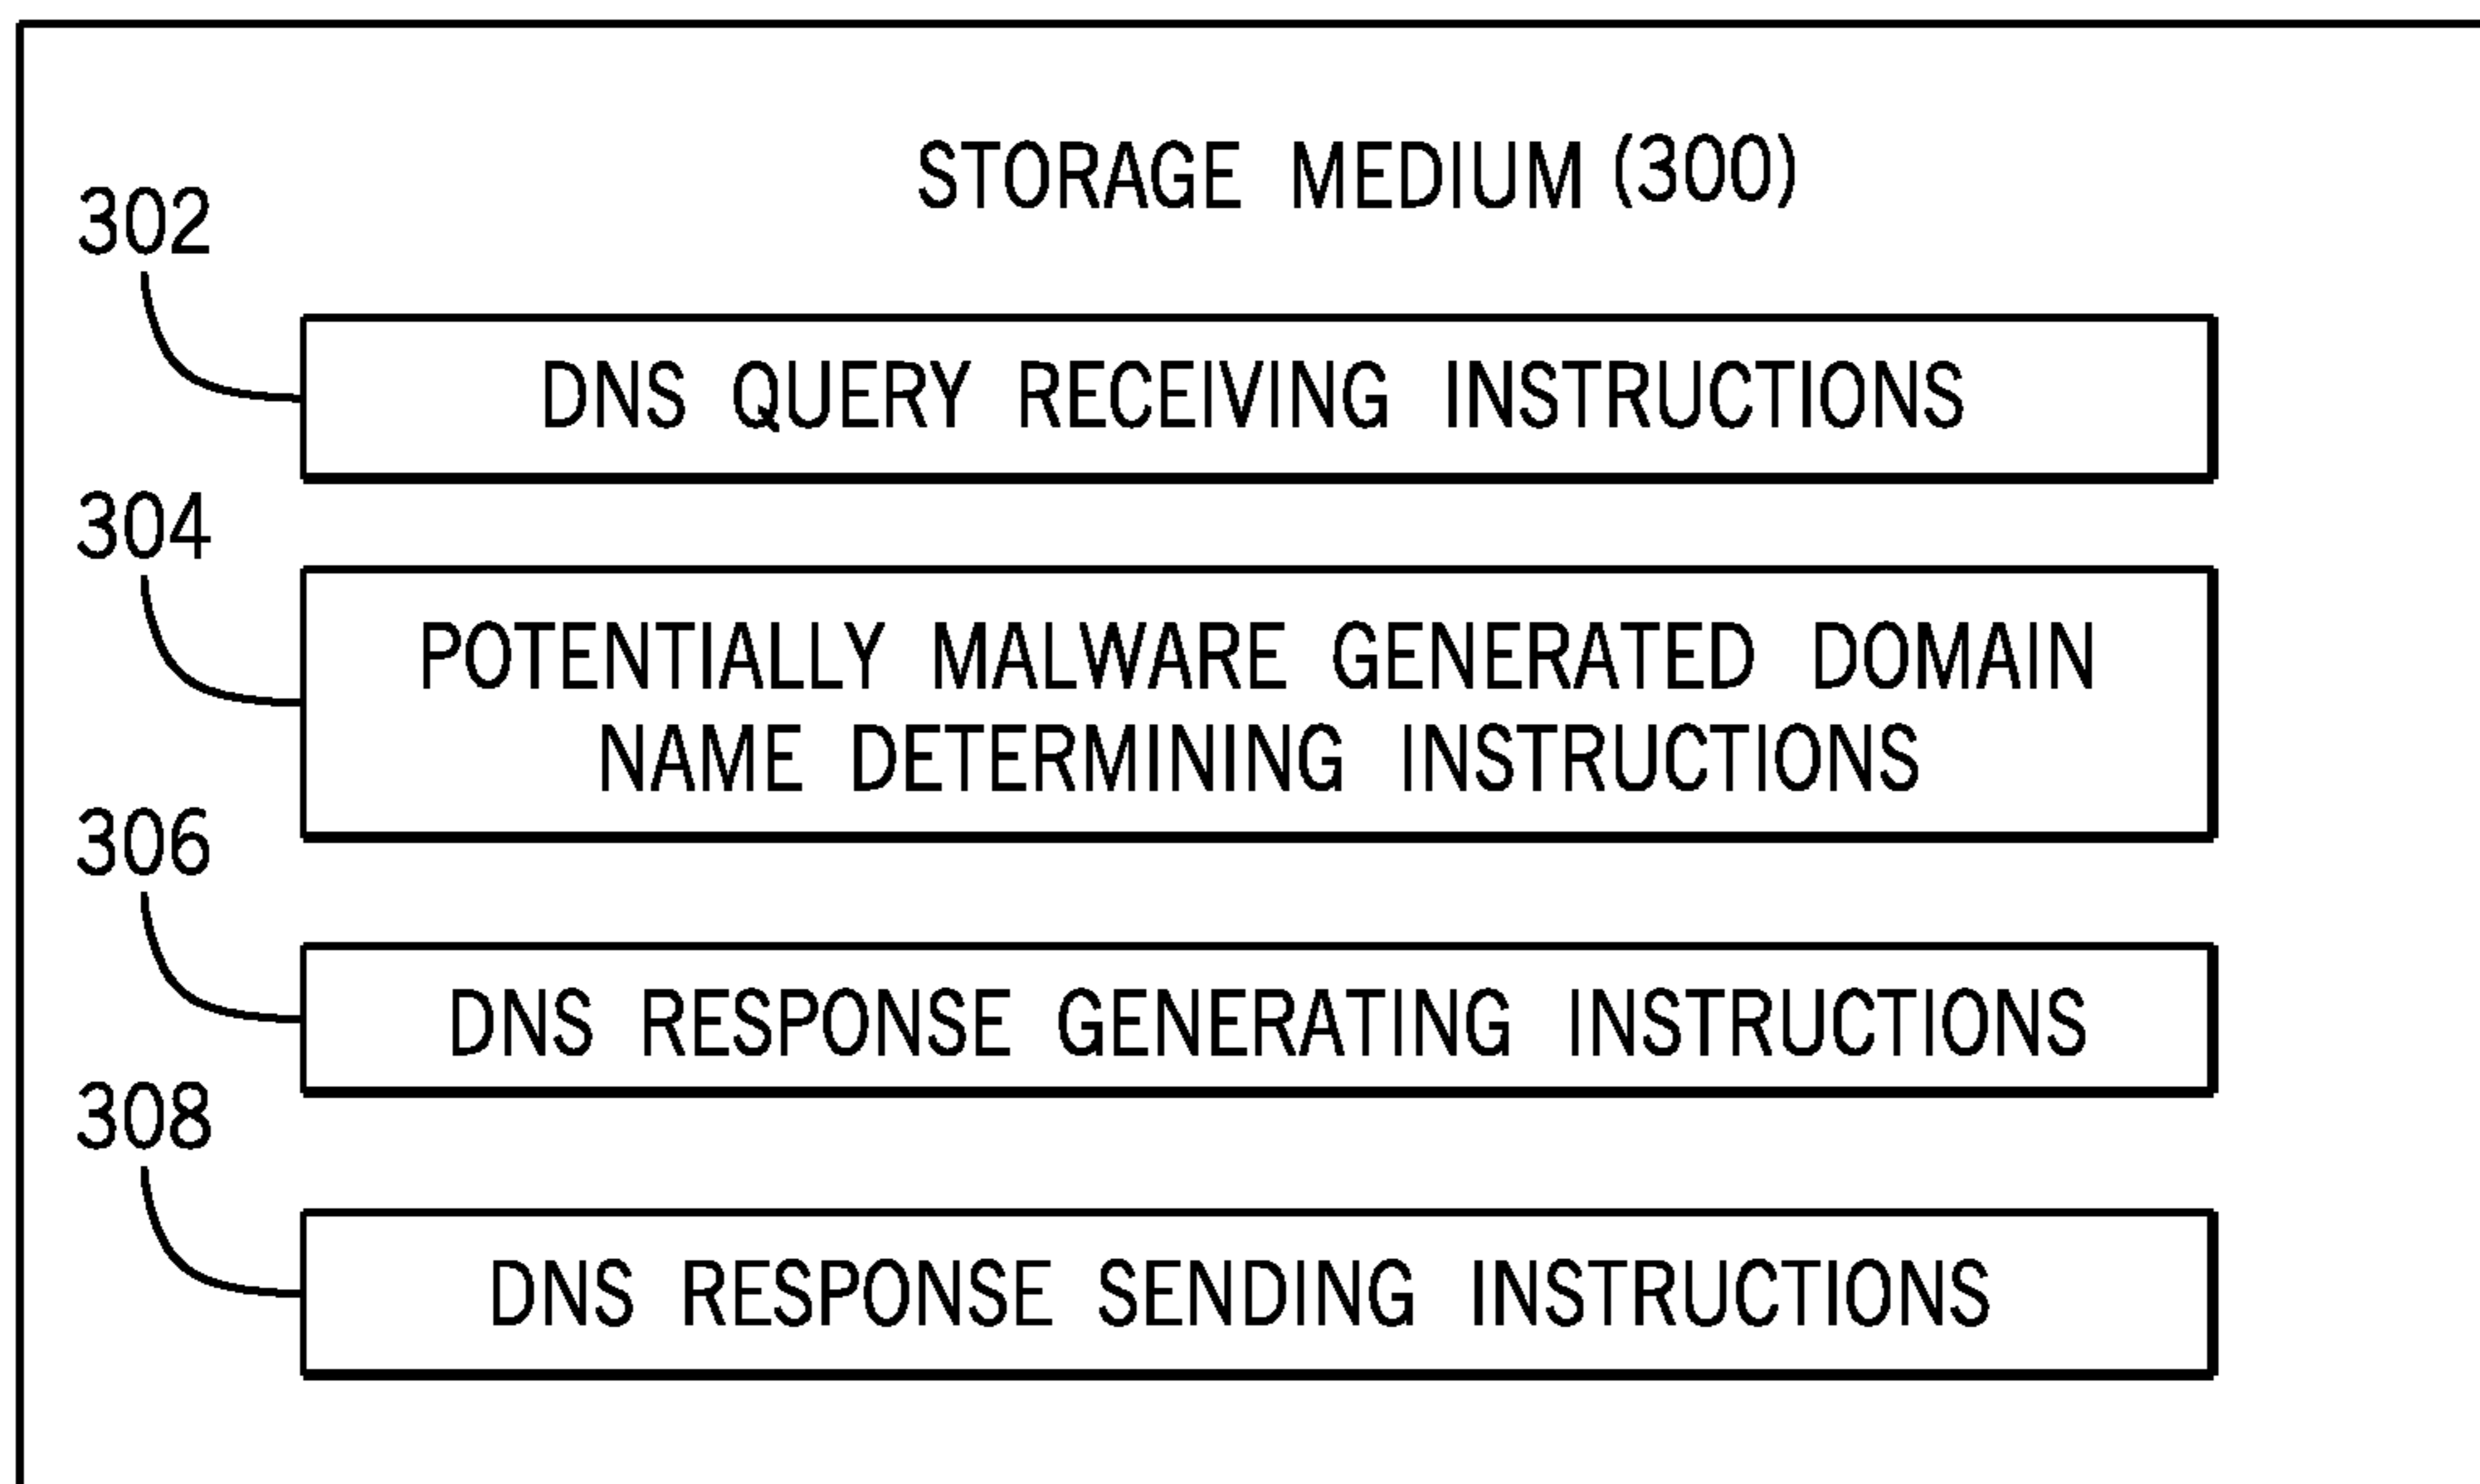 STORAGE MEDIUM (300)
302
DNS QUERY RECEIVING INSTRUCTIONS
304
POTENTIALLY MALWARE GENERATED DOMAIN
NAME DETERMINING INSTRUCTIONS
306
DNS RESPONSE GENERATING INSTRUCTIONS
308
DNS RESPONSE SENDING INSTRUCTIONS